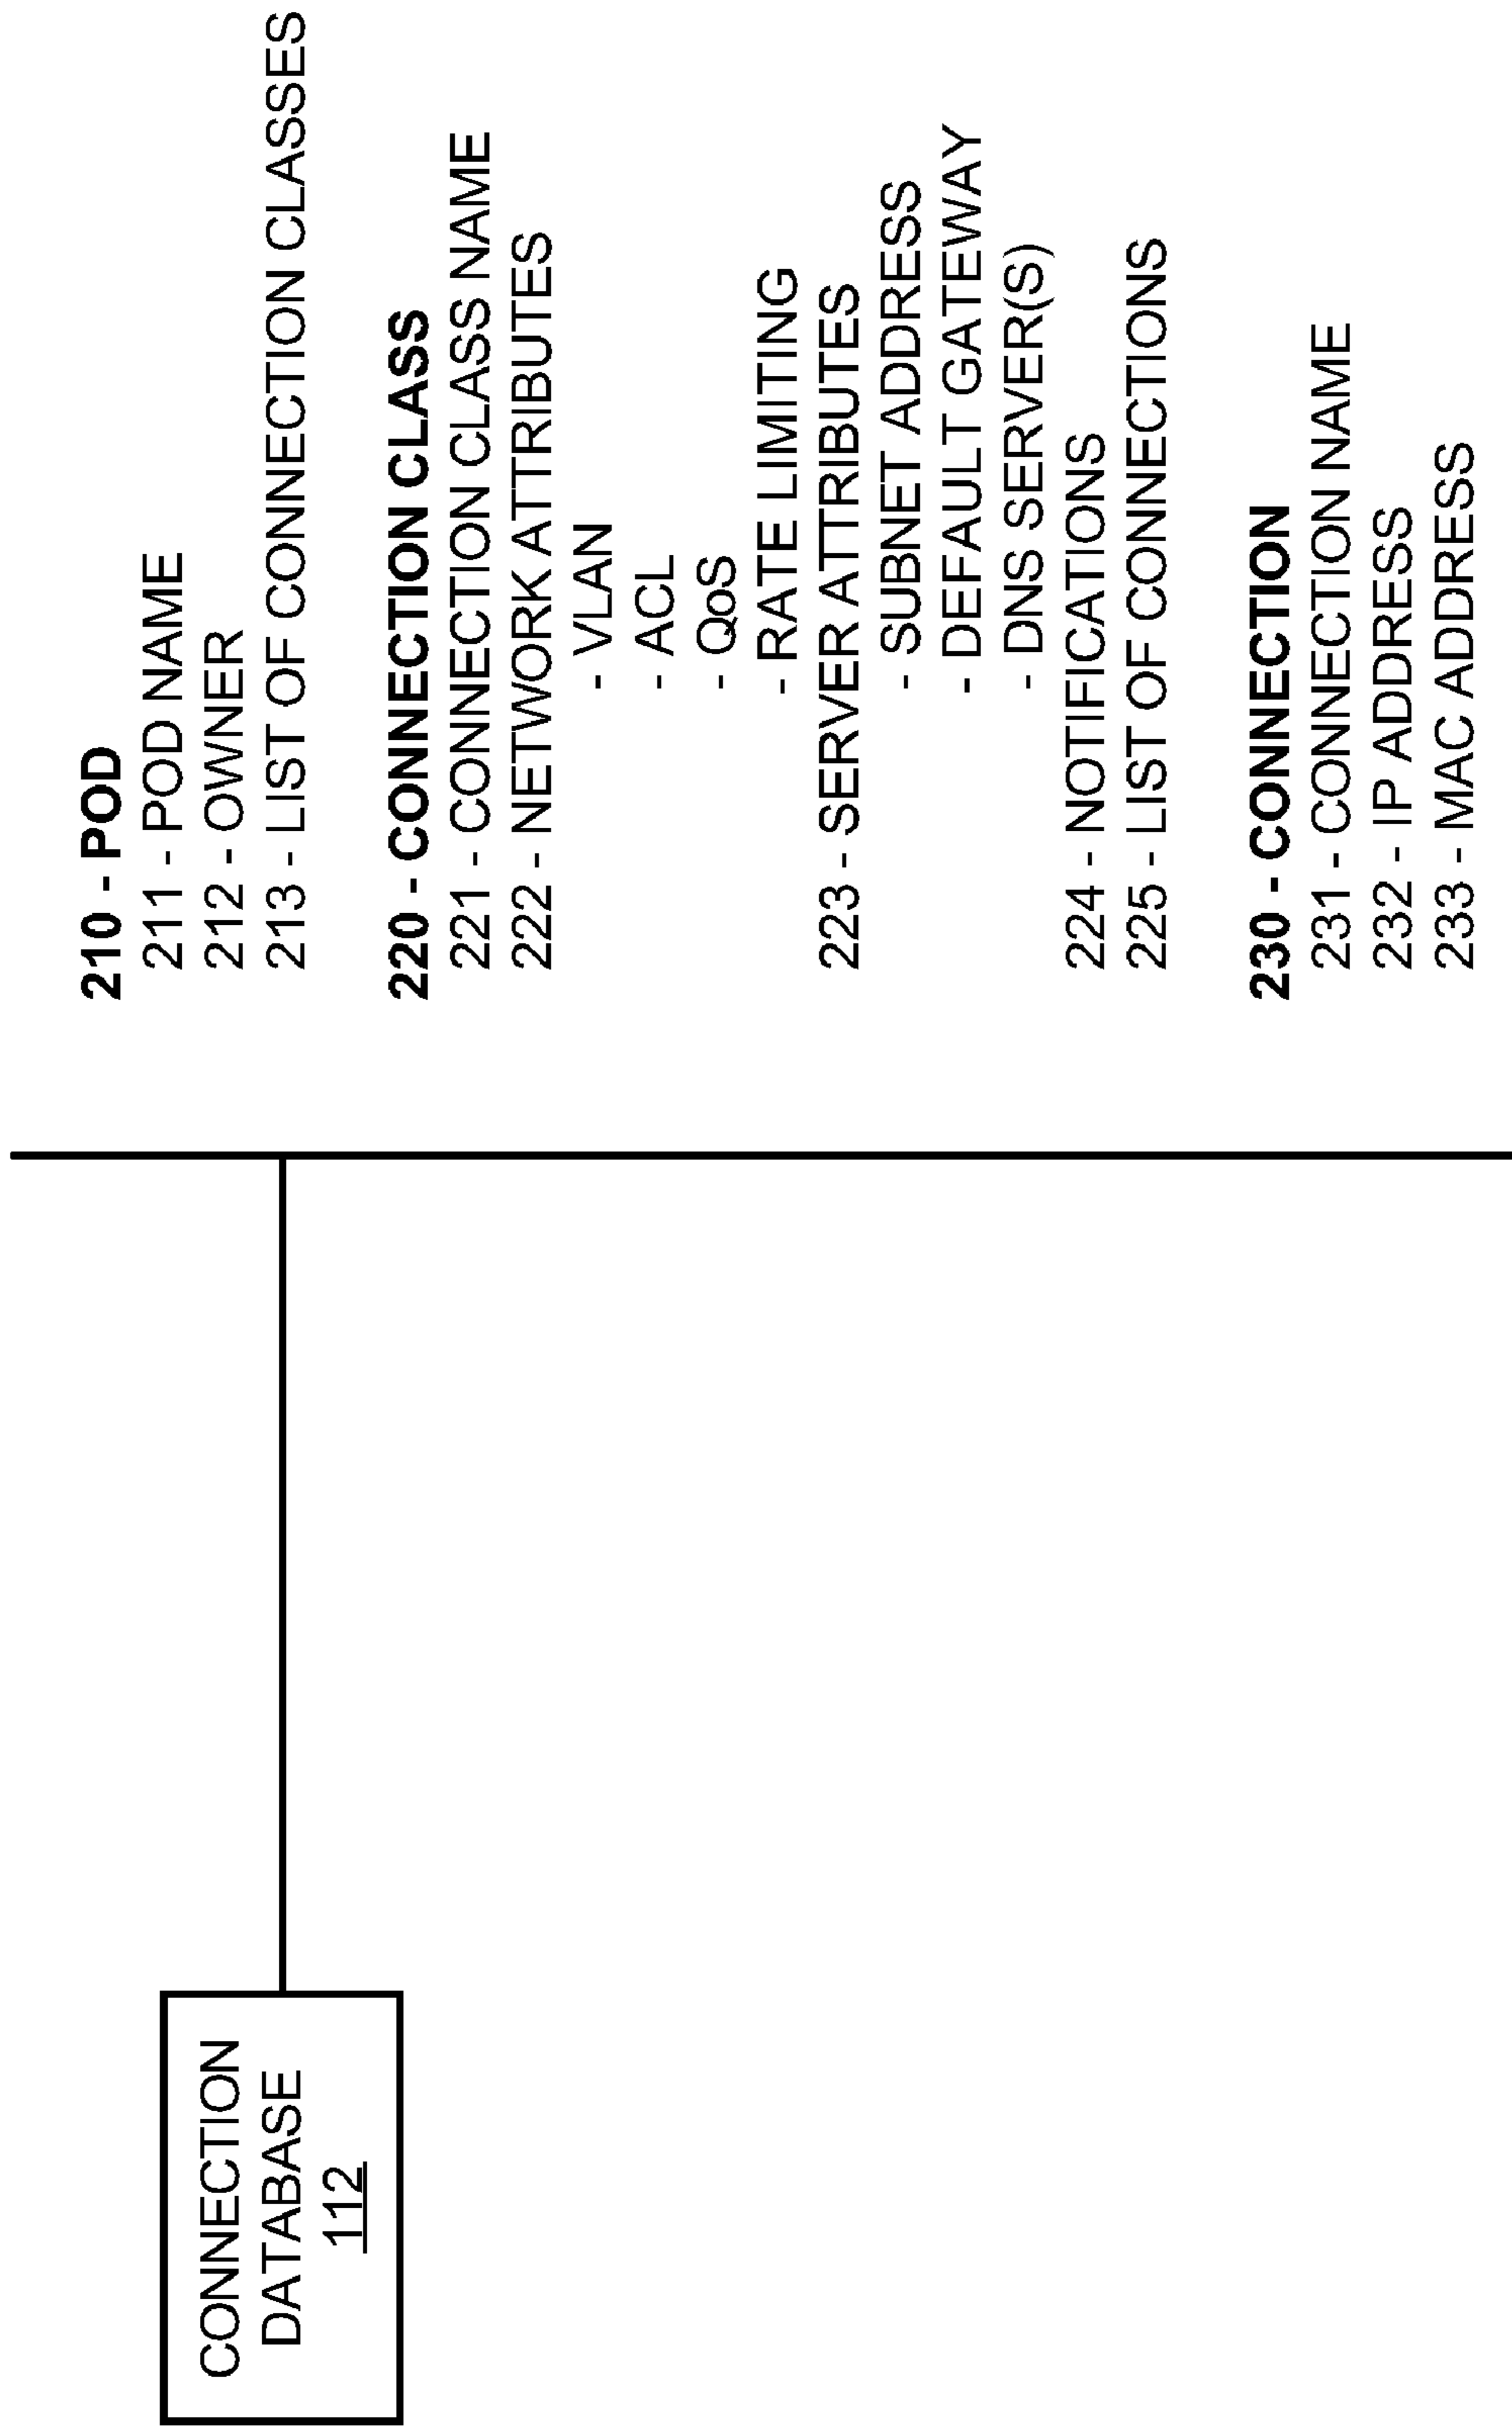 CONNECTION
DATABASE
112
210 - POD
211 - POD NAME
212 - OWNER
213 - LIST OF CONNECTION CLASSES
220 - CONNECTION CLASS
221 - CONNECTION CLASS NAME
222 - NETWORK ATTRIBUTES
- VLAN
- ACL
- QoS
- RATE LIMITING
223 - SERVER ATTRIBUTES
- SUBNET ADDRESS
- DEFAULT GATEWAY
- DNS SERVER(S)
224 - NOTIFICATIONS
225 - LIST OF CONNECTIONS
230 - CONNECTION
231 - CONNECTION NAME
232 - IP ADDRESS
233 - MAC ADDRESS